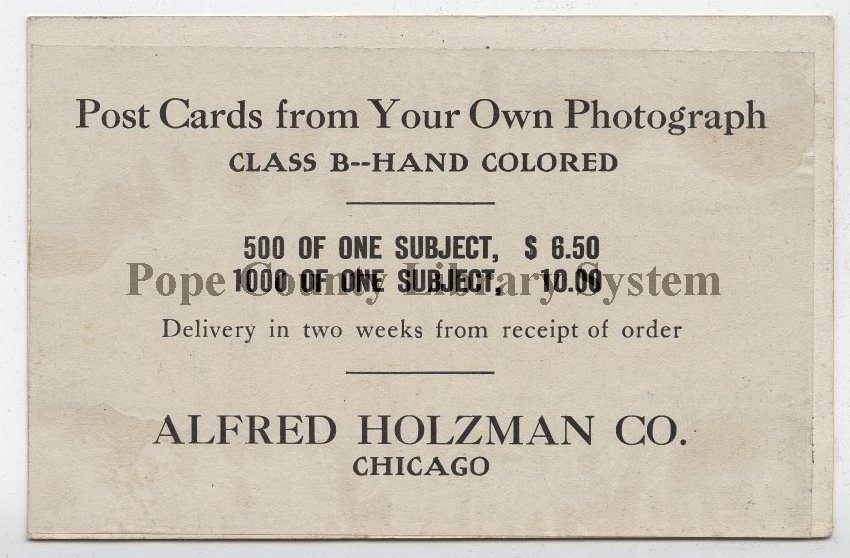 Post Cards from Your Own Photograph
CLASS B--HAND COLORED
500 OF ONE SUBJECT, $ 6.50
1000 OF ONE SUBJECT, 10.00
Pope County Library System
Delivery in two weeks from receipt of order
ALFRED HOLZMAN CO.
CHICAGO